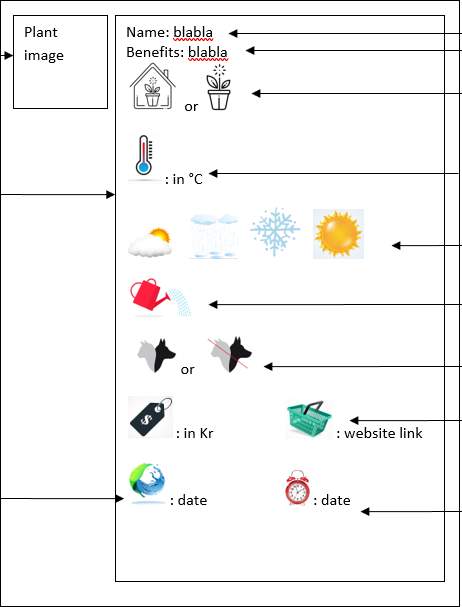 Plant
image
Name: blabla
Benefits: blabla
or
: in °C
or
$
: in Kr
: website link
: date
: date